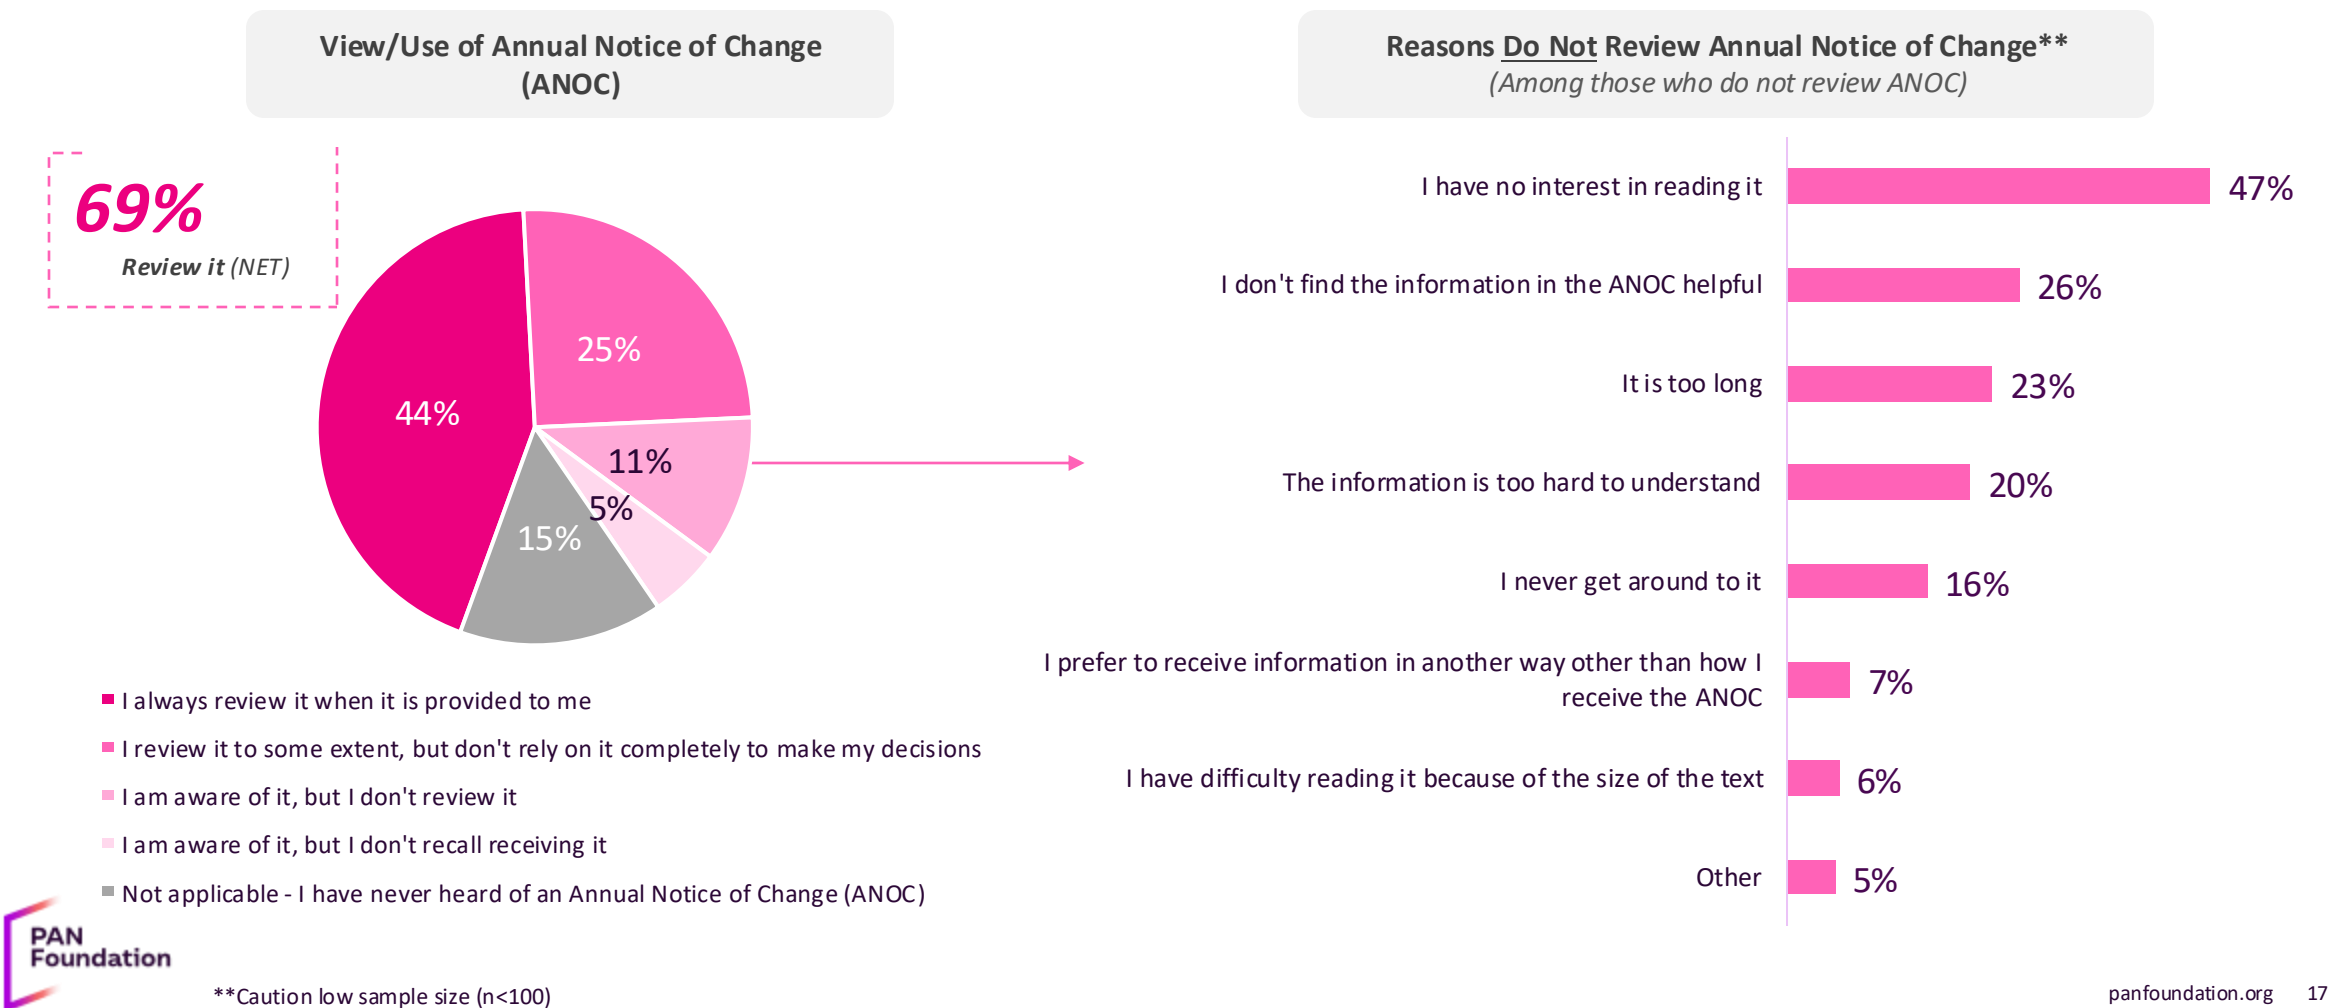 View/Use of Annual Notice of Change
(ANOC)
69%
Review it (NET)
25%
44%
11%
5%
15%
I always review it when it is provided to me
I review it to some extent, but don't rely on it completely to make my decisions
I am aware of it, but I don't review it
I am aware of it, but I don't recall receiving it
Not applicable - I have never heard of an Annual Notice of Change (ANOC)
Reasons Do Not Review Annual Notice of Change**
(Among those who do not review ANOC)
I have no interest in reading it 47%
I don't find the information in the ANOC helpful 26%
It is too long 23%
The information is too hard to understand 20%
I never get around to it 16%
I prefer to receive information in another way other than how I
receive the ANOC 7%
I have difficulty reading it because of the size of the text 6%
Other 5%
PAN
Foundation
**Caution low sample size (n<100)
panfoundation.org 17